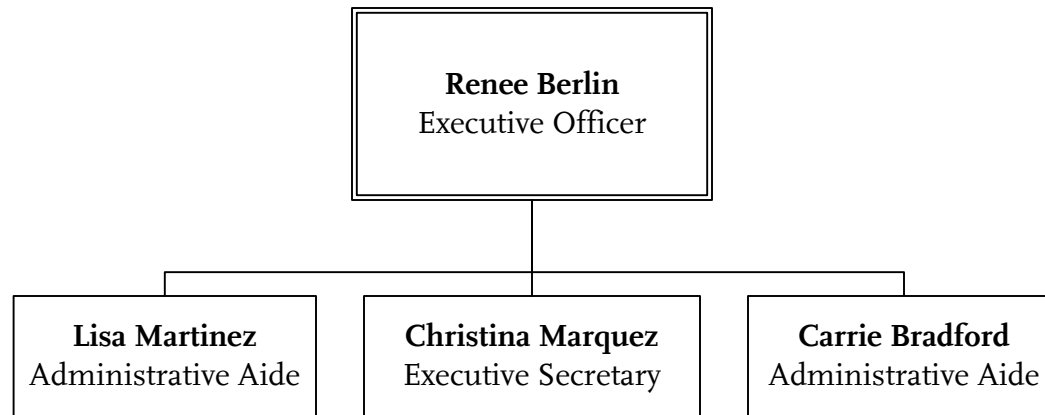 Renee Berlin
Executive Officer
Lisa Martinez
Administrative Aide
Christina Marquez
Executive Secretary
Carrie Bradford
Administrative Aide